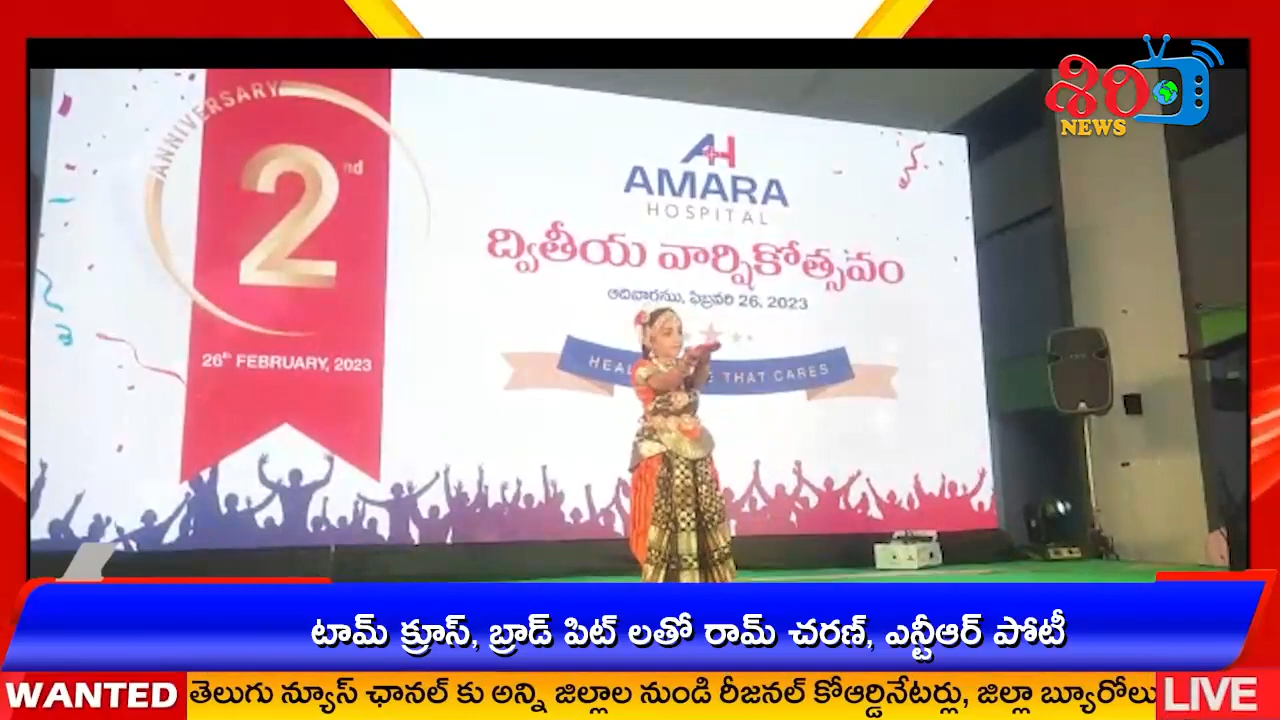 శిరి
NEWS
ANNIVERSARY
2nd
26th FEBRUARY, 2023
AH
AMARA
HOSPITAL
ద్వితీయ వార్షికోత్సవం
ఆదివారము, ఫిబ్రవరి 26, 2023
THAT CARES
టామ్ క్రూస్, బ్రాడ్ పిట్ లతో రామ్ చరణ్, ఎన్టీఆర్ పోటీ
WANTED
తెలుగు న్యూస్ ఛానల్ కు అన్ని జిల్లాల నుండి రీజనల్ కోఆర్డినేటర్లు, జిల్లా బ్యూరోలు
LIVE